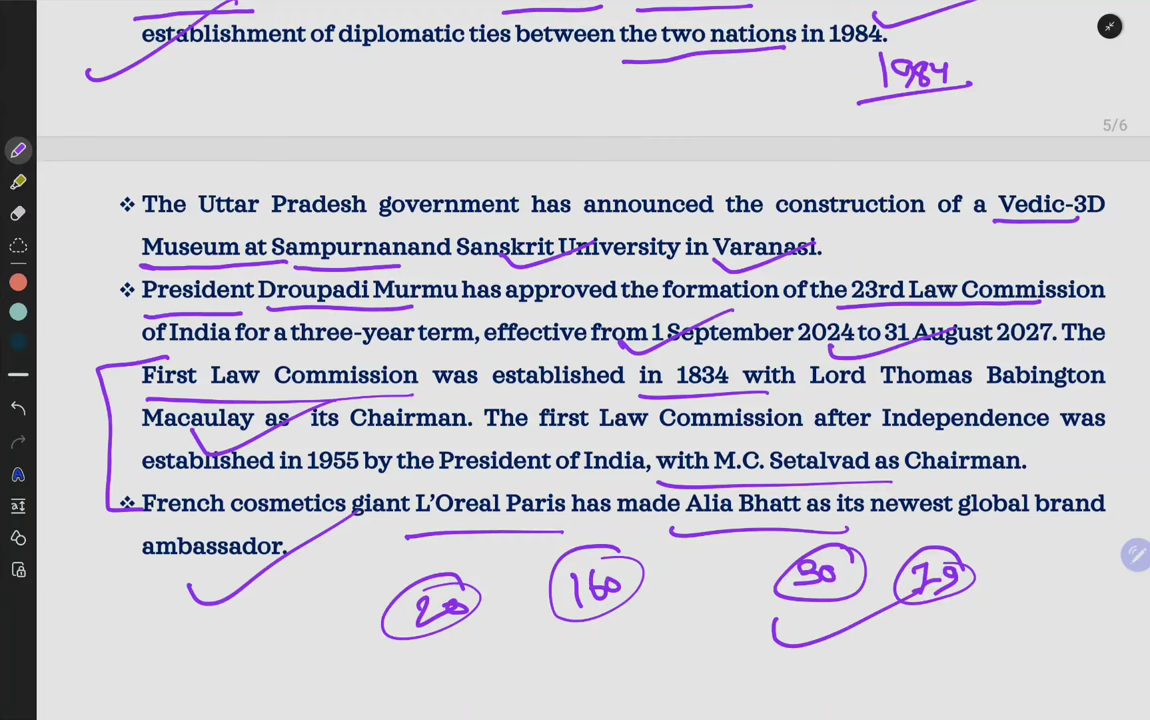 establishment of diplomatic ties between the two nations in 1984.
1984
5/6
❖ The Uttar Pradesh government has announced the construction of a Vedic-3D
Museum at Sampurnanand Sanskrit University in Varanasi.
❖ President Droupadi Murmu has approved the formation of the 23rd Law Commission
of India for a three-year term, effective from 1 September 2024 to 31 August 2027. The
First Law Commission was established in 1834 with Lord Thomas Babington
Macaulay as its Chairman. The first Law Commission after Independence was
established in 1955 by the President of India, with M.C. Setalvad as Chairman.
❖ French cosmetics giant L'Oreal Paris has made Alia Bhatt as its newest global brand
ambassador.
160
30
29